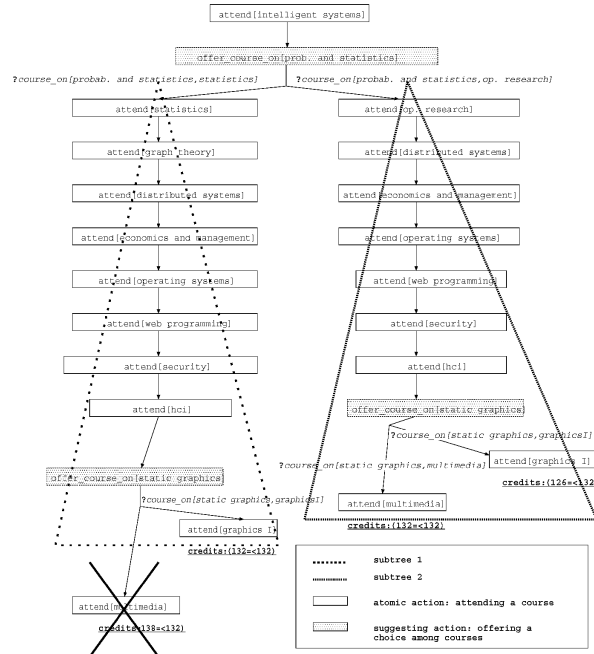 attend[intelligent systems]
offer_course_on[prob. and statistics]
?course_on[probab. and statistics,statistics]
?course_on[probab. and statistics,op. research]
attend[statistics]
attend[op. research]
attend[graph theory]
attend[distributed systems]
attend[distributed systems]
attend[economics and management]
attend[economics and management]
attend[operating systems]
attend[operating systems]
attend[web programming]
attend[web programming]
attend[security]
attend[security]
attend[hci]
attend[hci]
offer_course_on[static graphics]
?course_on[static graphics,graphicsI]
attend[graphics I]
credits:(126=<132)
?course_on[static graphics,multimedia]
attend[multimedia]
credits:(132=<132)
offer_course_on[static graphics]
?course_on[static graphics,graphicsI]
attend[graphics I]
credits:(132=<132)
attend[multimedia]
credits:138=<132)
subtree 1
subtree 2
atomic action: attending a course
suggesting action: offering a
choice among courses